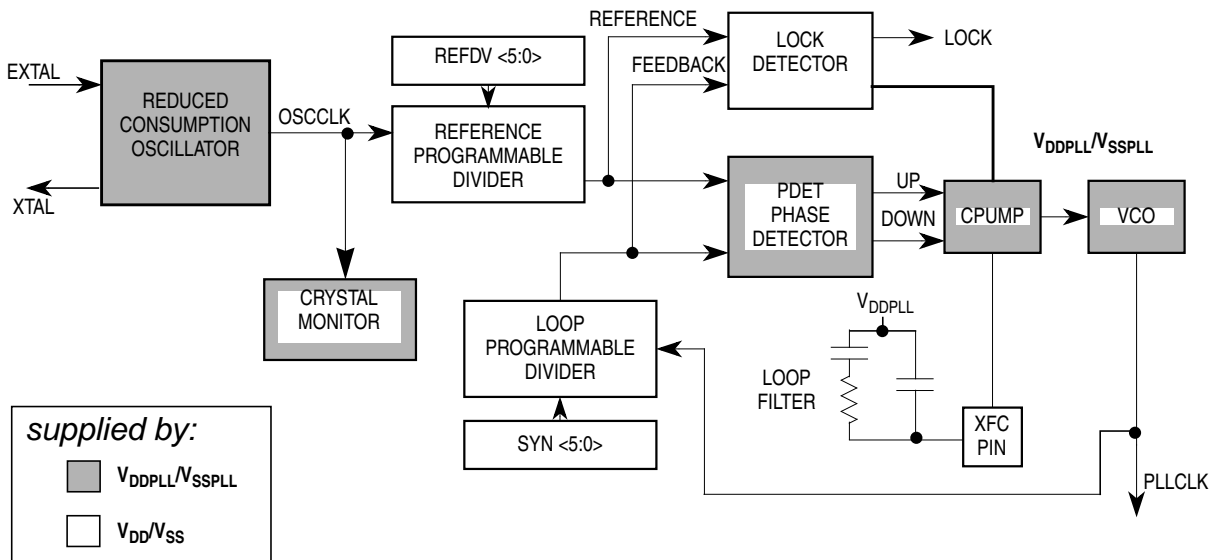 REFERENCE
LOCK
DETECTOR
LOCK
REFDV <5:0>
FEEDBACK
EXTAL
REDUCED
CONSUMPTION
OSCILLATOR
OSCCLK
REFERENCE
PROGRAMMABLE
DIVIDER
XTAL
VDDPLL/VSSPLL
PDET
PHASE
DETECTOR
UP
DOWN
CPUMP
VCO
CRYSTAL
MONITOR
LOOP
PROGRAMMABLE
DIVIDER
VDDPLL
LOOP
FILTER
XFC
PIN
SYN <5:0>
PLLCLK
supplied by:
VDDPLL/VSSPLL
VDD/VSS